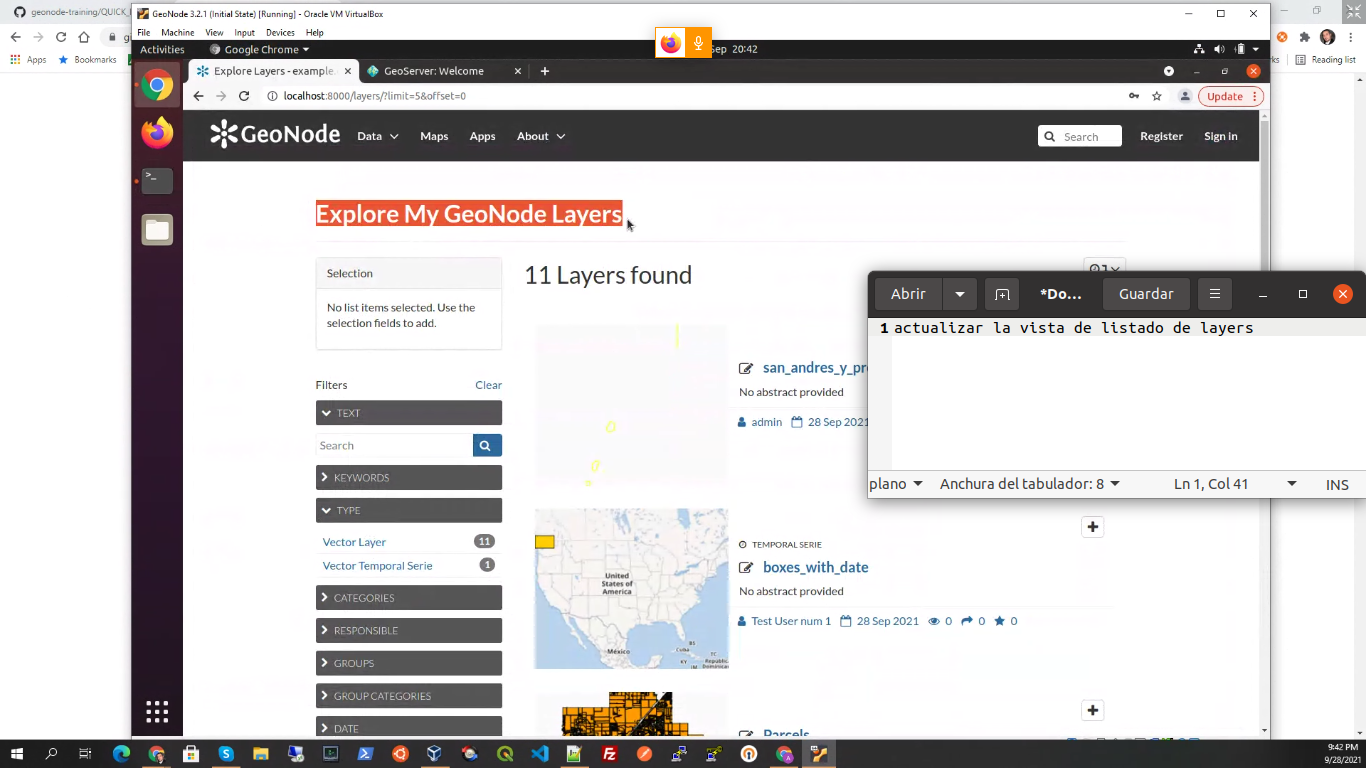 geonode-training/QUICK_
GeoNode 3.2.1 (Initial State) [Running] - Oracle VM VirtualBox
File Machine View Input Devices Help
Activities Google Chrome Sep 20:42
Apps Bookmarks Reading list
Explore Layers - example. GeoServer: Welcome
localhost:8000/layers/?limit=5&offset=0 Update
GeoNode Data Maps Apps About Search Register Sign in
Explore My GeoNode Layers
Selection
No list items selected. Use the
selection fields to add.
11 Layers found
Abrir *Do... Guardar
1 actualizar la vista de listado de layers
plano Anchura del tabulador: 8 Ln 1, Col 41 INS
Filters Clear
TEXT
Search
KEYWORDS
TYPE
Vector Layer 11
Vector Temporal Serie 1
CATEGORIES
RESPONSIBLE
GROUPS
GROUP CATEGORIES
DATE
san_andres_y_pr
No abstract provided
admin 28 Sep 2021
United
States of
America
México
Cuba
TEMPORAL SERIE
boxes_with_date
No abstract provided
Test User num 1 28 Sep 2021 0 0 0
Parcels
9:42 PM
9/28/2021